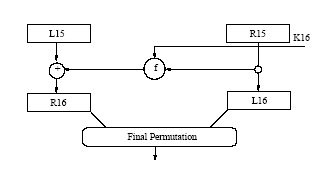 L15
R15
K16
+
f
R16
L16
Final Permutation